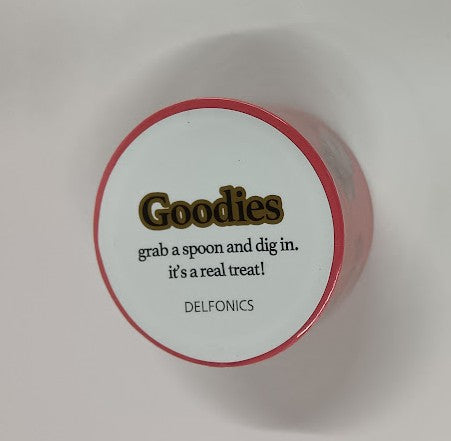 Goodies
grab a spoon and dig in.
it's a real treat!
DELFONICS